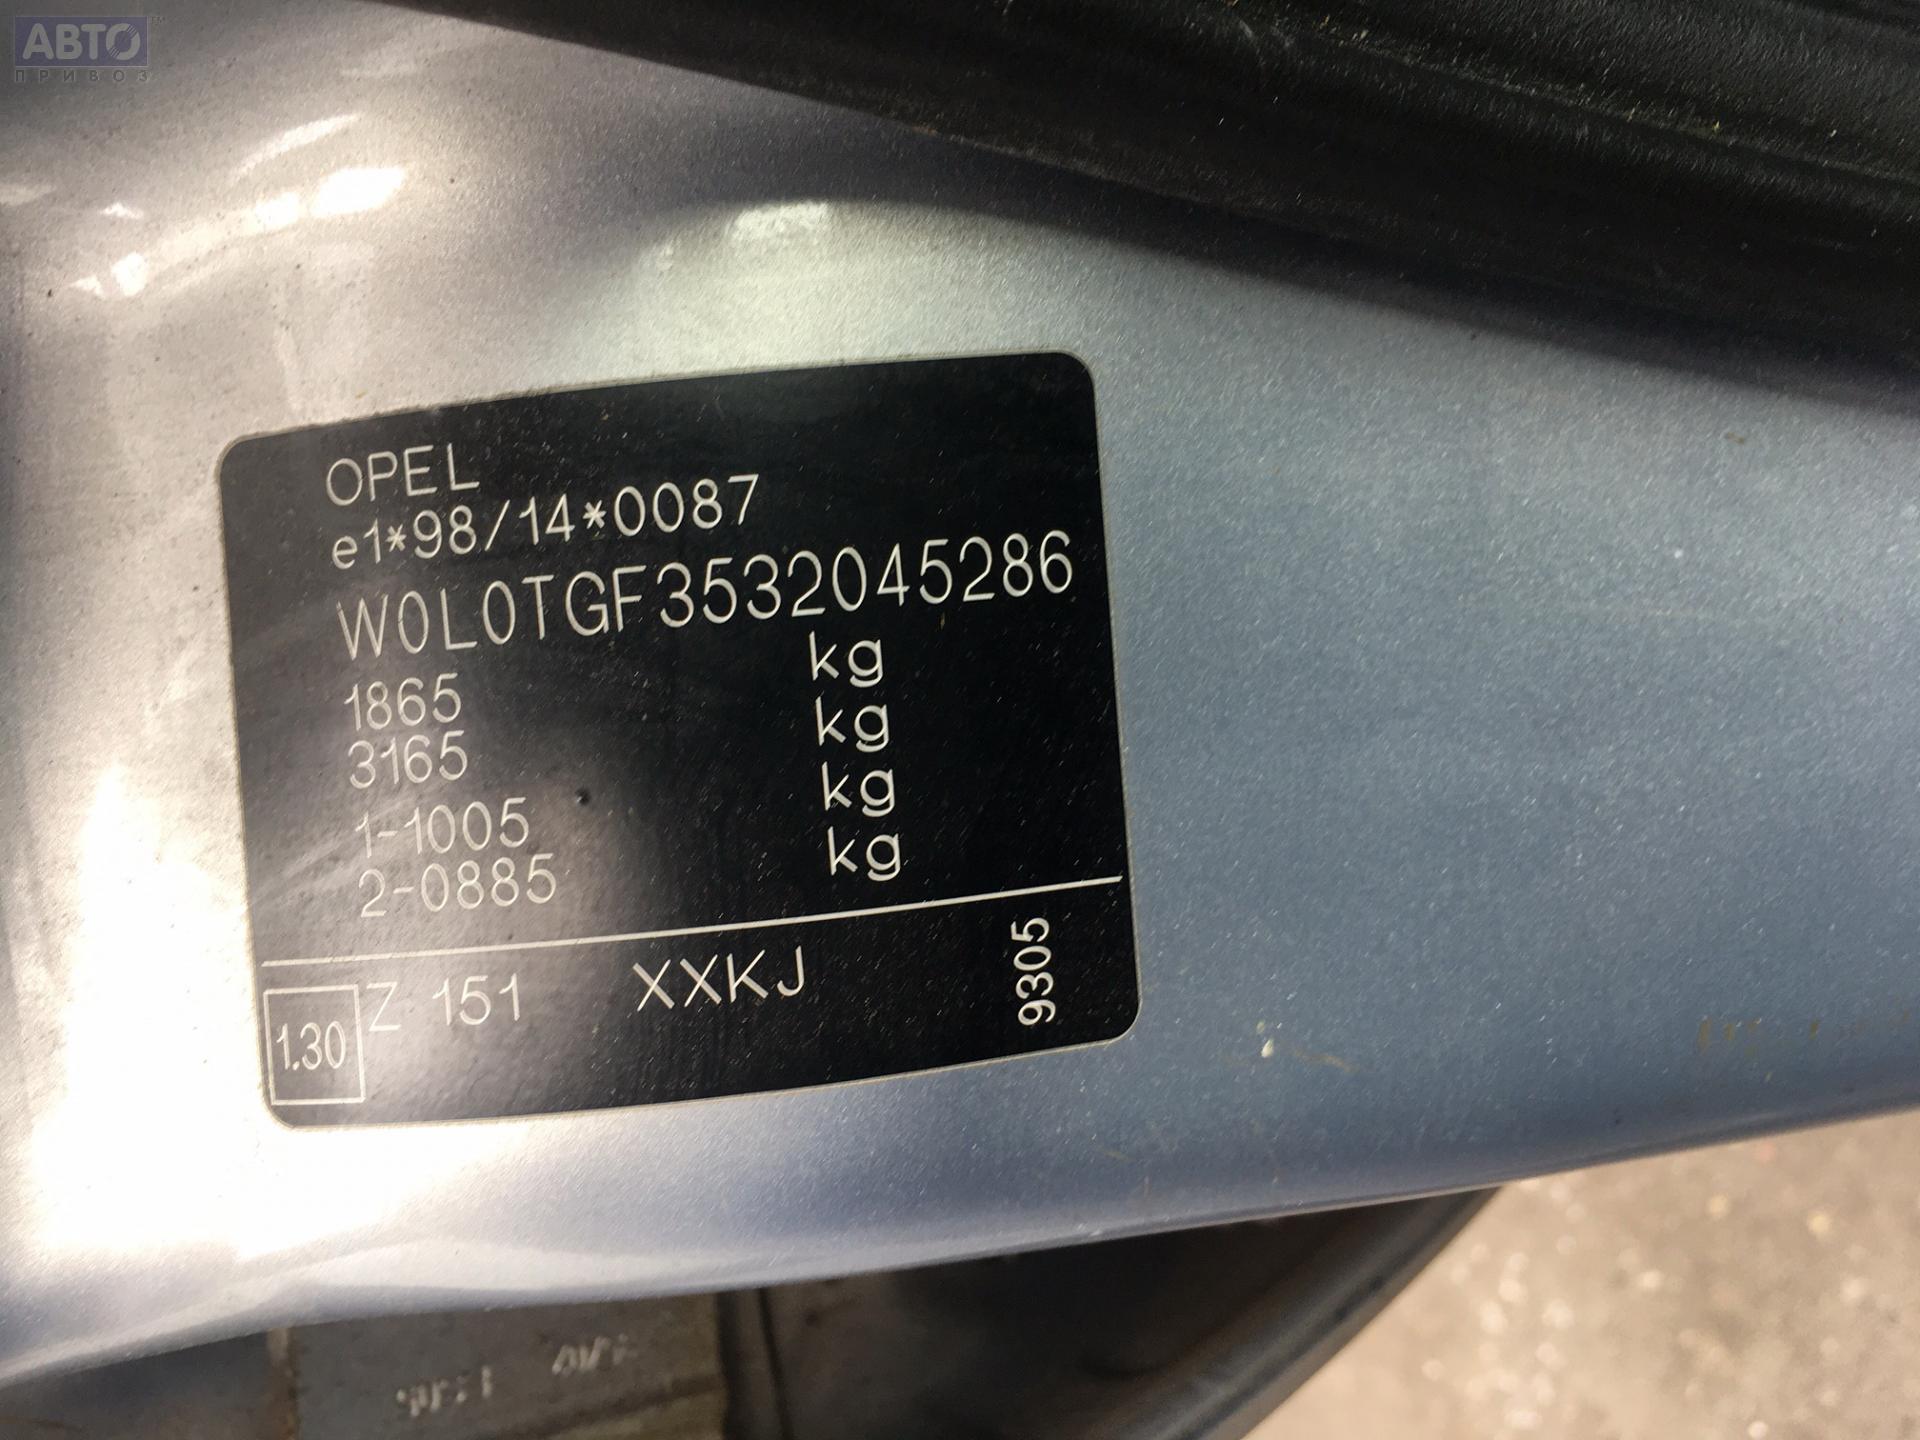 АВТО
ПРИВОЗ
OPEL
e1*98/14*0087
W0L0TGF3532045286
1865 kg
3165 kg
1-1005 kg
2-0885 kg
Z 151 XXKJ
9305
1.30